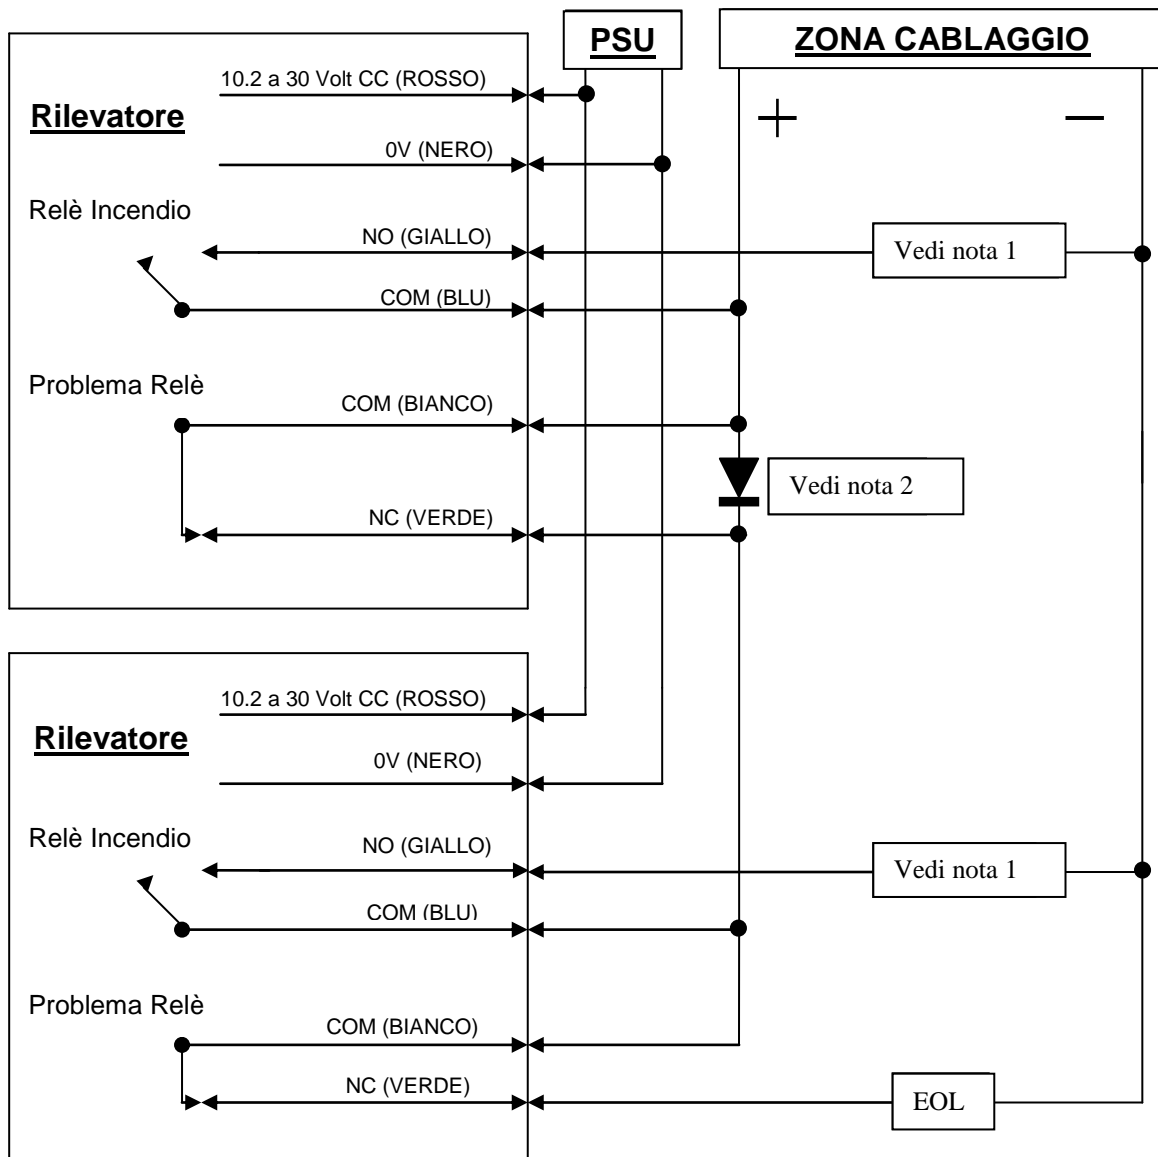 PSU
ZONA CABLAGGIO
10.2 a 30 Volt CC (ROSSO)
Rilevatore
+
−
0V (NERO)
Relè Incendio
NO (GIALLO)
Vedi nota 1
COM (BLU)
Problema Relè
COM (BIANCO)
Vedi nota 2
NC (VERDE)
10.2 a 30 Volt CC (ROSSO)
Rilevatore
0V (NERO)
Relè Incendio
NO (GIALLO)
Vedi nota 1
COM (BLU)
Problema Relè
COM (BIANCO)
NC (VERDE)
EOL